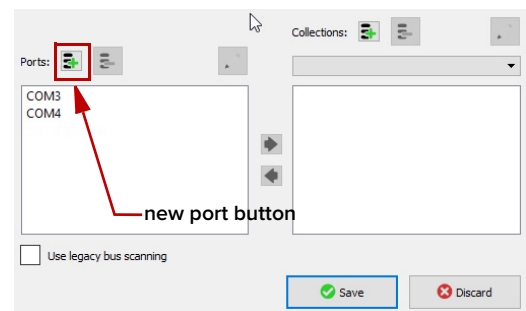 Collections:
Ports:
COM3
COM4
new port button
Use legacy bus scanning
Save
Discard